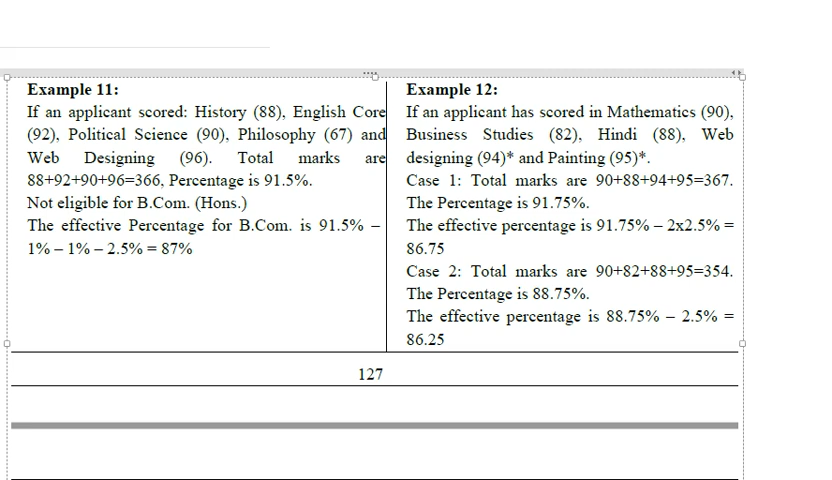 Example 11:
If an applicant scored: History (88), English Core
(92), Political Science (90), Philosophy (67) and
Web Designing (96). Total marks are
88+92+90+96=366, Percentage is 91.5%.
Not eligible for B.Com. (Hons.)
The effective Percentage for B.Com. is 91.5% –
1% – 1% – 2.5% = 87%
Example 12:
If an applicant has scored in Mathematics (90),
Business Studies (82), Hindi (88), Web
designing (94)* and Painting (95)*.
Case 1: Total marks are 90+88+94+95=367.
The Percentage is 91.75%.
The effective percentage is 91.75% – 2x2.5% =
86.75
Case 2: Total marks are 90+82+88+95=354.
The Percentage is 88.75%.
The effective percentage is 88.75% – 2.5% =
86.25
127